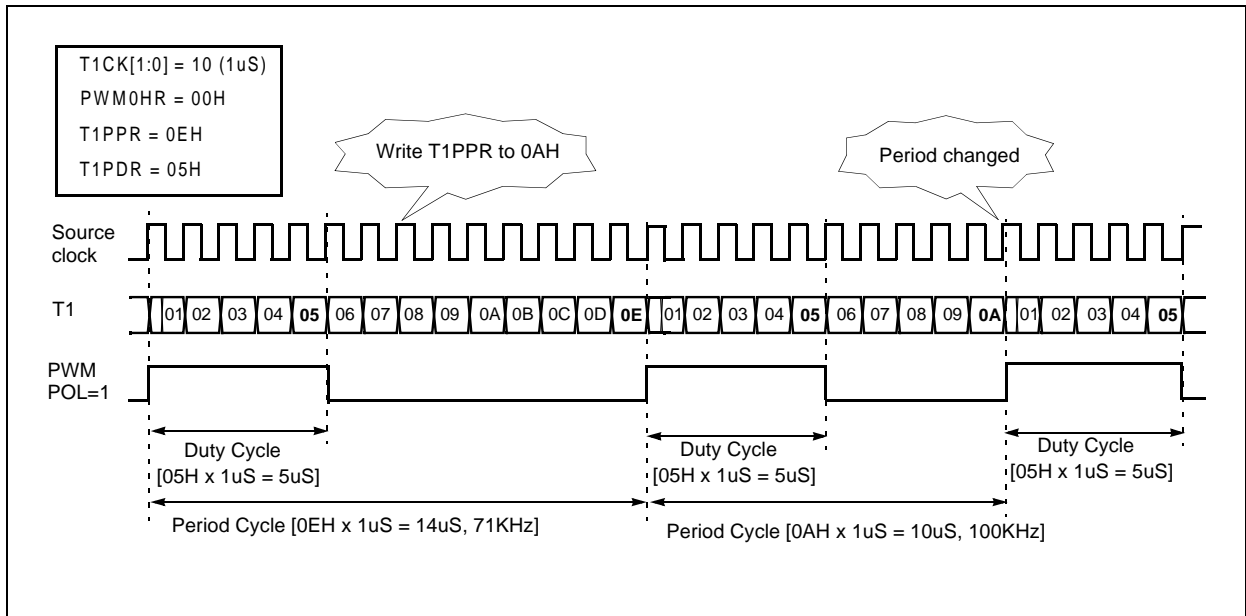 T1CK[1:0] = 10 (1uS)
PWM0HR = 00H
T1PPR = 0EH
T1PDR = 05H
Write T1PPR to 0AH
Period changed
Source
clock
T1
01 02 03 04 05 06 07 08 09 0A 0B 0C 0D 0E 01 02 03 04 05 06 07 08 09 0A 01 02 03 04 05
PWM
POL=1
Duty Cycle
[05H x 1uS = 5uS]
Duty Cycle
[05H x 1uS = 5uS]
Duty Cycle
[05H x 1uS = 5uS]
Period Cycle [0EH x 1uS = 14uS, 71KHz]
Period Cycle [0AH x 1uS = 10uS, 100KHz]